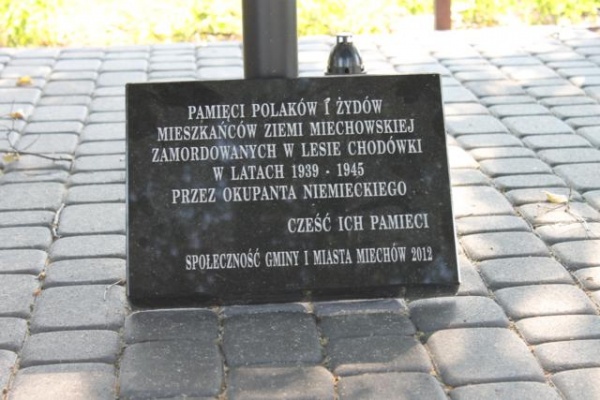 PAMIĘCI POLAKÓW I ŻYDÓW
MIESZKAŃCÓW ZIEMI MIECHOWSKIEJ
ZAMORDOWANYCH W LESIE CHODÓWKI
W LATACH 1939 - 1945
PRZEZ OKUPANTA NIEMIECKIEGO
CZEŚĆ ICH PAMIECI
SPOŁECZNOŚĆ GMINY I MIASTA MIECHÓW 2012